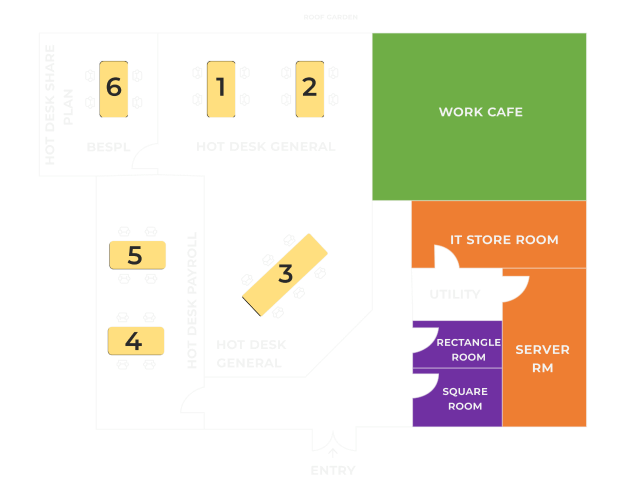 ROOF GARDEN
HOT DESK SHARE
PLAN
6
BESPL
1
2
HOT DESK GENERAL
WORK CAFE
IT STORE ROOM
5
4
HOT DESK PAYROLL
3
HOT DESK
GENERAL
UTILITY
RECTANGLE
ROOM
SERVER
RM
SQUARE
ROOM
ENTRY